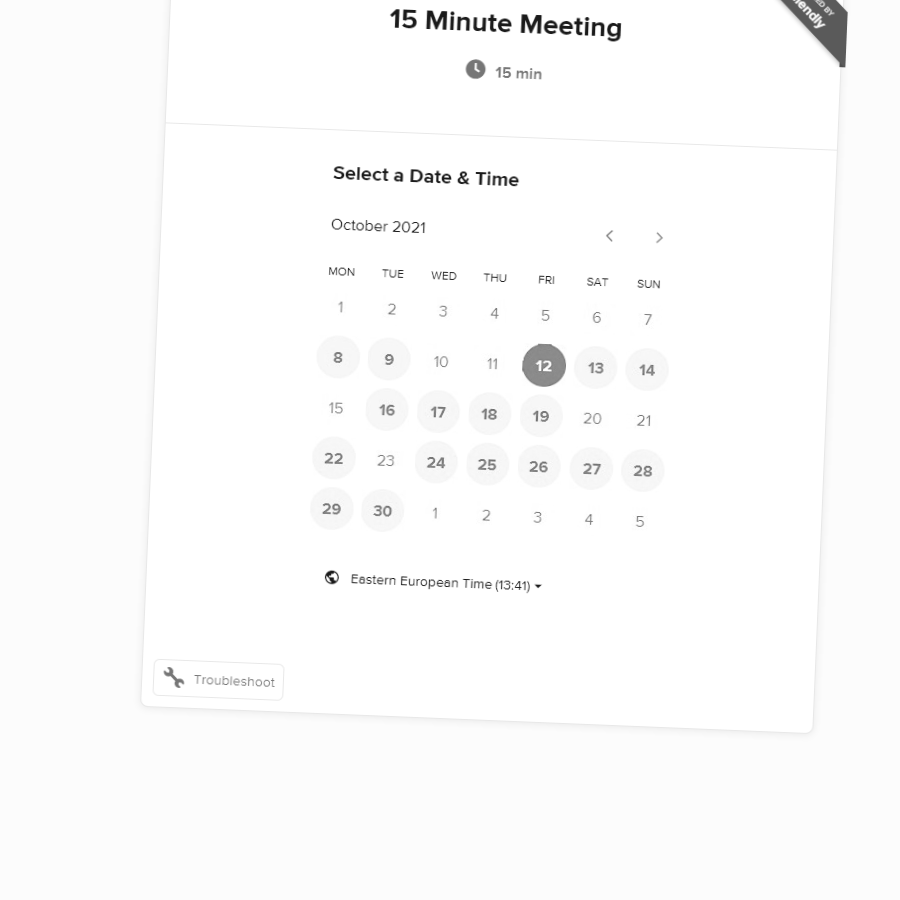 ED BY
endly
15 Minute Meeting
15 min
Select a Date & Time
October 2021
MON TUE WED THU FRI SAT SUN
1 2 3 4 5 6 7
8 9 10 11 12 13 14
15 16 17 18 19 20 21
22 23 24 25 26 27 28
29 30 1 2 3 4 5
Eastern European Time (13:41)
Troubleshoot